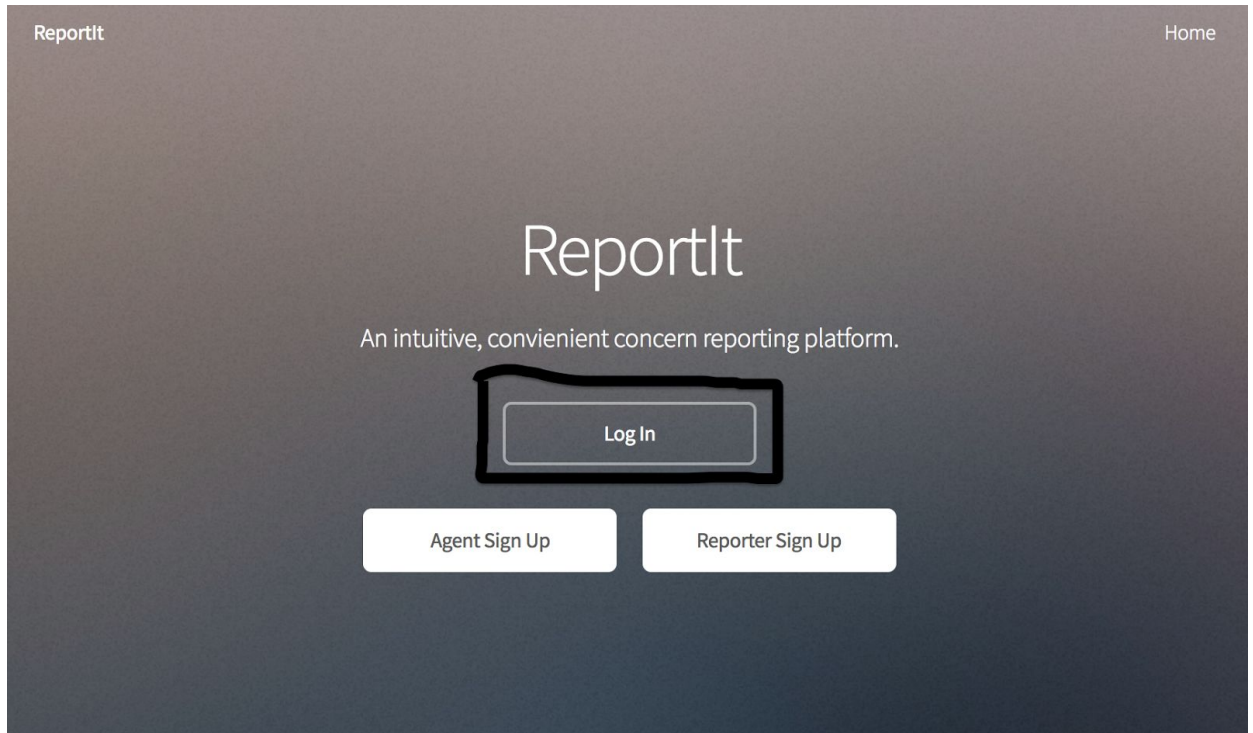 ReportIt
Home
ReportIt
An intuitive, convienient concern reporting platform.
Log In
Agent Sign Up
Reporter Sign Up